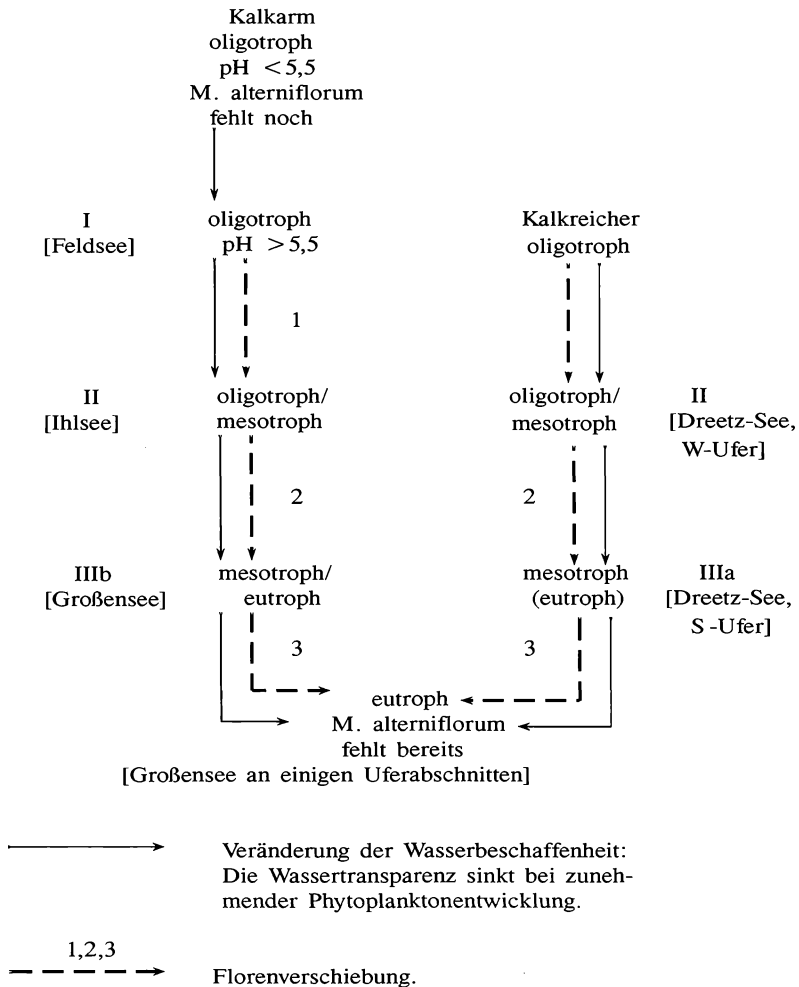 Kalkarm
oligotroph
pH < 5,5
M. alterniflorum
fehlt noch
I
[Feldsee]
oligotroph
pH > 5,5
Kalkreicher
oligotroph
1
II
[Ihlsee]
oligotroph/
mesotroph
oligotroph/
mesotroph
II
[Dreetz-See,
W-Ufer]
2
2
IIIb
[Großensee]
mesotroph/
eutroph
mesotroph
(eutroph)
IIIa
[Dreetz-See,
S-Ufer]
3
3
eutroph
M. alterniflorum
fehlt bereits
[Großensee an einigen Uferabschnitten]
Veränderung der Wasserbeschaffenheit:
Die Wassertransparenz sinkt bei zuneh-
mender Phytoplanktonentwicklung.
1,2,3
Florenverschiebung.